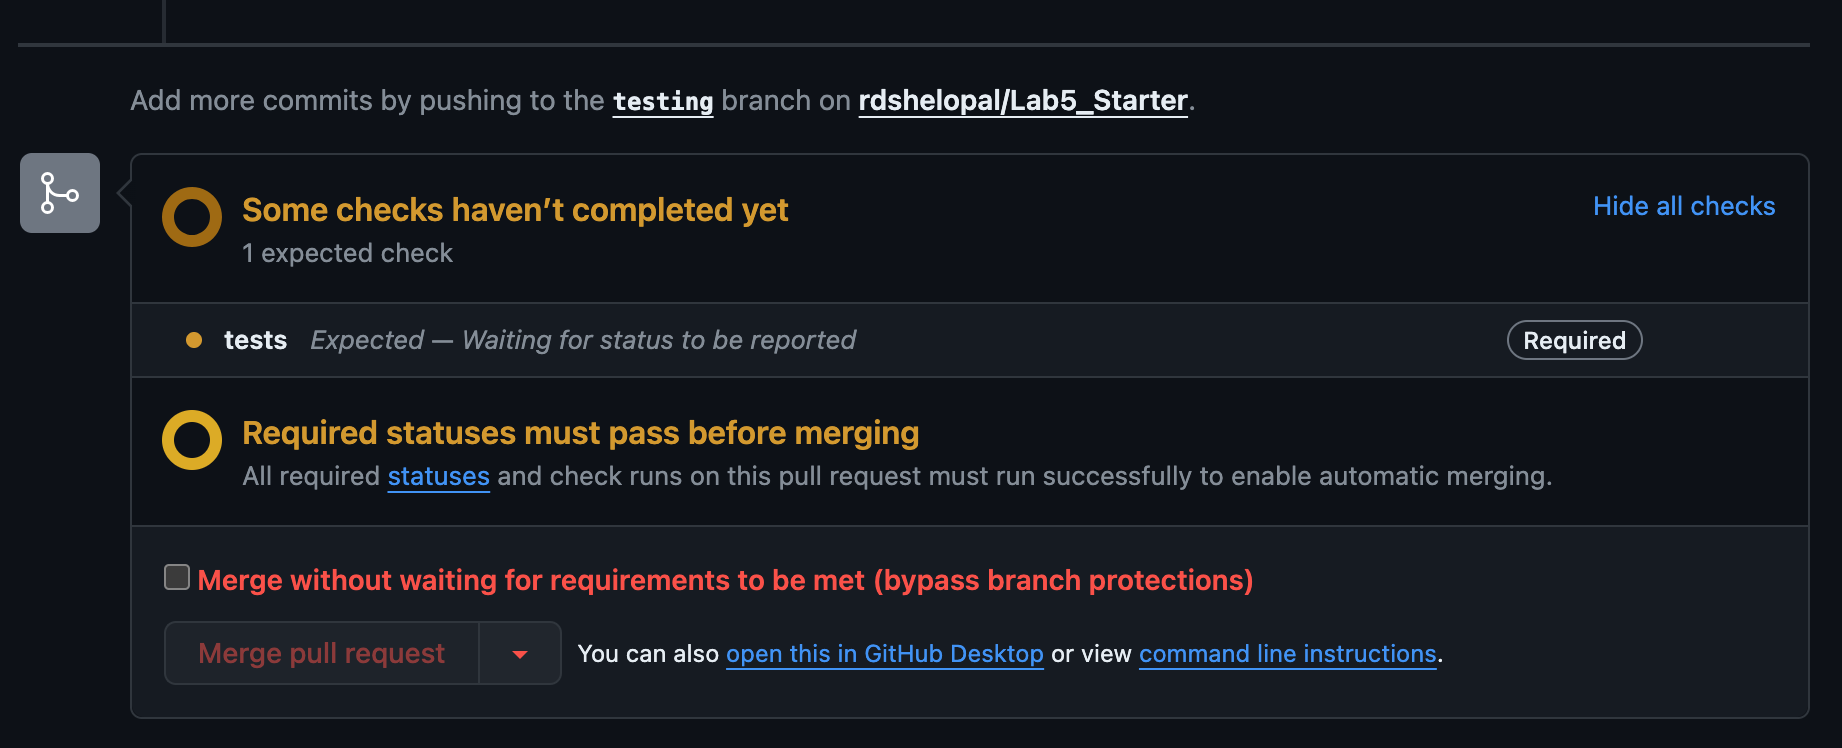 Add more commits by pushing to the testing branch on rdshelopal/Lab5_Starter.
Some checks haven’t completed yet
Hide all checks
1 expected check
tests Expected — Waiting for status to be reported
Required
Required statuses must pass before merging
All required statuses and check runs on this pull request must run successfully to enable automatic merging.
Merge without waiting for requirements to be met (bypass branch protections)
Merge pull request
You can also open this in GitHub Desktop or view command line instructions.